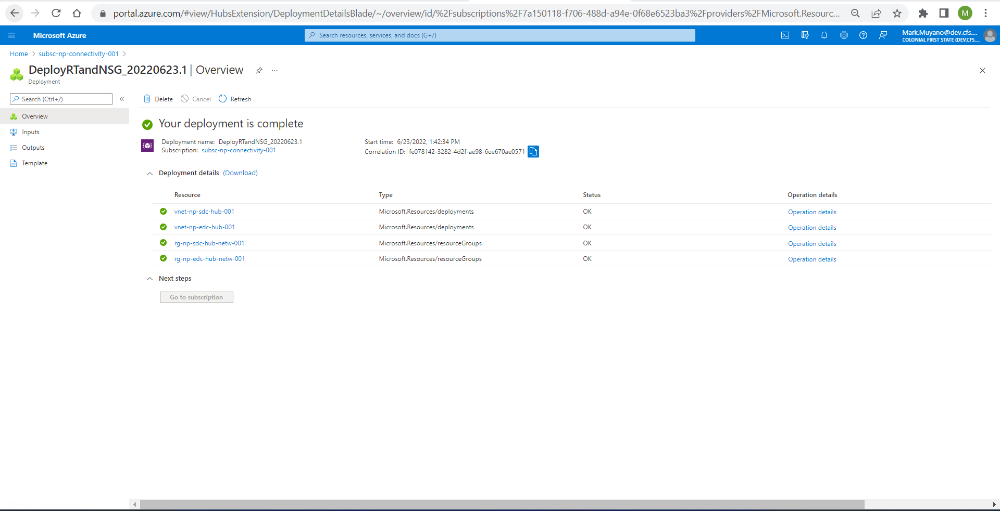 portal.azure.com/#view/HubsExtension/DeploymentDetailsBlade/~/overview/id/%2Fsubscriptions%2F7a150118-f706-488d-a94e-0f68e6523ba3%2Fproviders%2FMicrosoft.Resourc...
M
Microsoft Azure
Search resources, services, and docs (G+/)
Mark.Muyano@dev.cfs....
COLONIAL FIRST STATE (DEV.CFS....
Home > subsc-np-connectivity-001 >
DeployRTandNSG_20220623.1 | Overview ...
Deployment
Search (Ctrl+/) «
Delete Cancel Refresh
Overview
Inputs
Outputs
Template
Your deployment is complete
Deployment name: DeployRTandNSG_20220623.1
Subscription: subsc-np-connectivity-001
Start time: 6/23/2022, 1:42:34 PM
Correlation ID: fe078142-3282-4d2f-ae98-6ee670ae0571
Deployment details (Download)
Resource Type Status Operation details
vnet-np-sdc-hub-001 Microsoft.Resources/deployments OK Operation details
vnet-np-edc-hub-001 Microsoft.Resources/deployments OK Operation details
rg-np-sdc-hub-netw-001 Microsoft.Resources/resourceGroups OK Operation details
rg-np-edc-hub-netw-001 Microsoft.Resources/resourceGroups OK Operation details
Next steps
Go to subscription